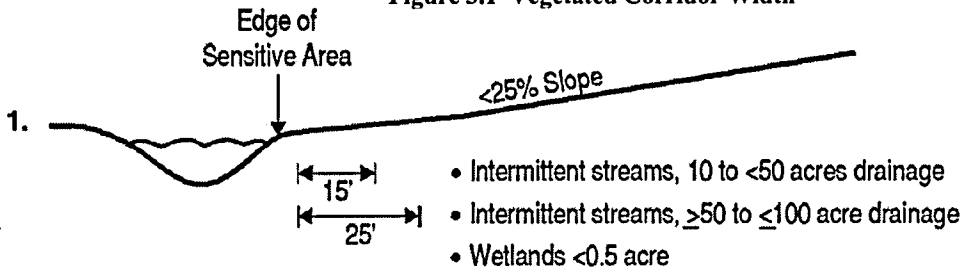 Figure 3.1 Vegetated Corridor Width
Edge of
Sensitive Area
<25% Slope
1.
15' • Intermittent streams, 10 to <50 acres drainage
25' • Intermittent streams, ≥50 to ≤100 acre drainage
• Wetlands <0.5 acre